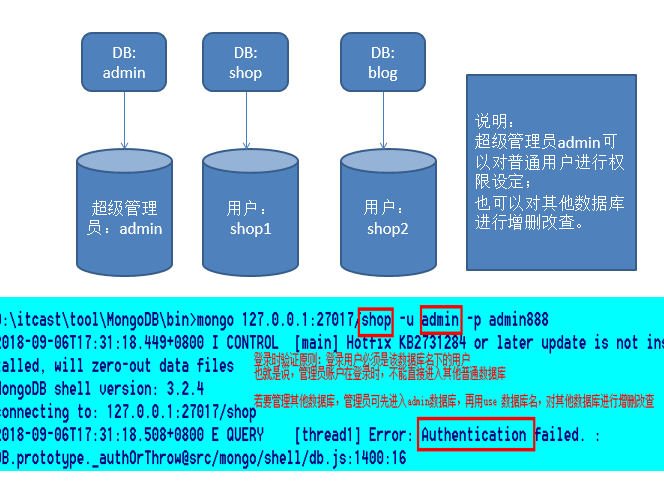 DB:
admin
DB:
shop
DB:
blog
超级管理
员：admin
用户：
shop1
用户：
shop2
说明：
超级管理员admin可
以对普通用户进行权
限设定；
也可以对其他数据库
进行增删改查。
D:\itcast\tool\MongoDB\bin>mongo 127.0.0.1:27017/shop -u admin -p admin888
2018-09-06T17:31:18.449+0800 I CONTROL  [main] Hotfix KB2731284 or later update is not ins
talled, will zero-out data files
登录时验证原则：登录用户必须是该数据库名下的用户
也就是说，管理员账户在登录时，不能直接进入其他普通数据库
MongoDB shell version: 3.2.4
若要管理其他数据库，管理员可先进入admin数据库，再用use 数据库名，对其他数据库进行增删改查
connecting to: 127.0.0.1:27017/shop
2018-09-06T17:31:18.508+0800 E QUERY    [thread1] Error: Authentication failed. :
DB.prototype._authOrThrow@src/mongo/shell/db.js:1400:16